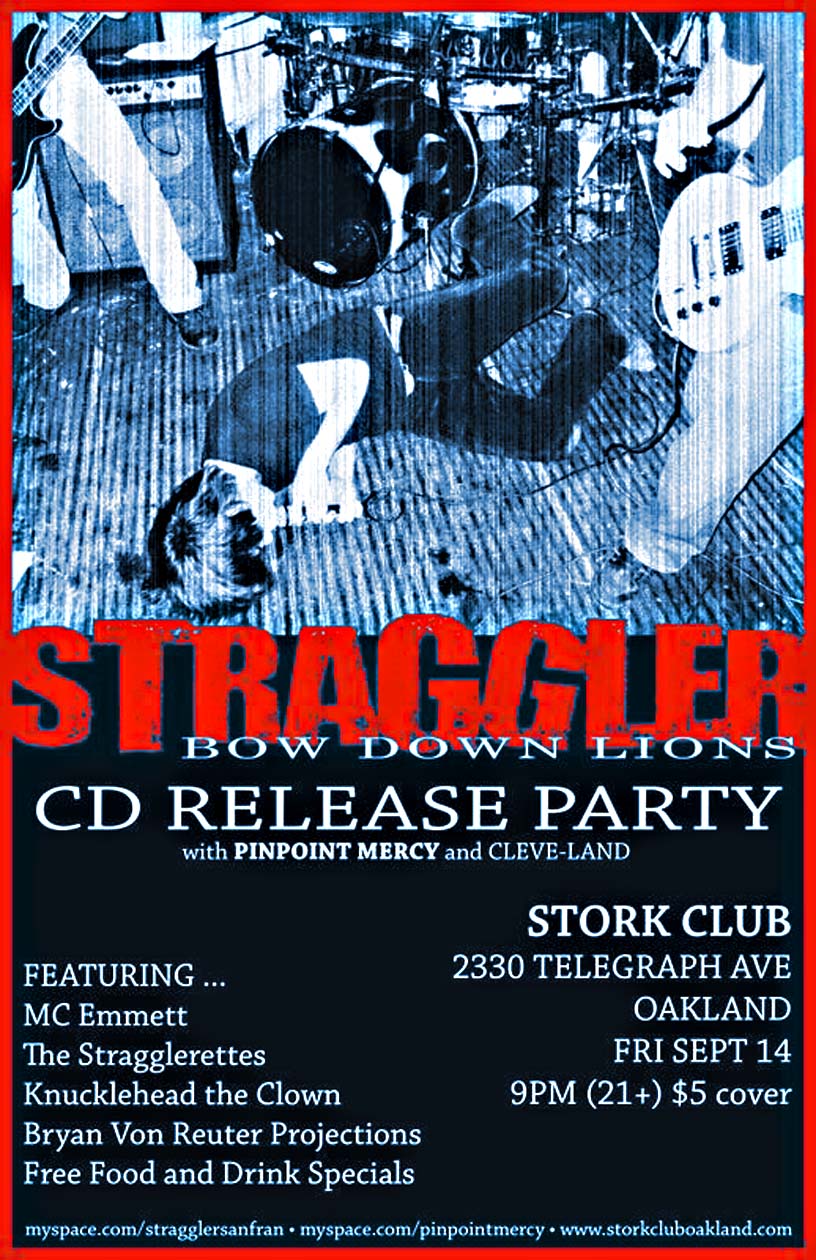 STRAGGLER
BOW DOWN LIONS
CD RELEASE PARTY
with PINPOINT MERCY and CLEVE-LAND
STORK CLUB
2330 TELEGRAPH AVE
OAKLAND
FRI SEPT 14
9PM (21+) $5 cover
FEATURING ...
MC Emmett
The Stragglerettes
Knucklehead the Clown
Bryan Von Reuter Projections
Free Food and Drink Specials
myspace.com/stragglersanfran • myspace.com/pinpointmercy • www.storkcluboakland.com